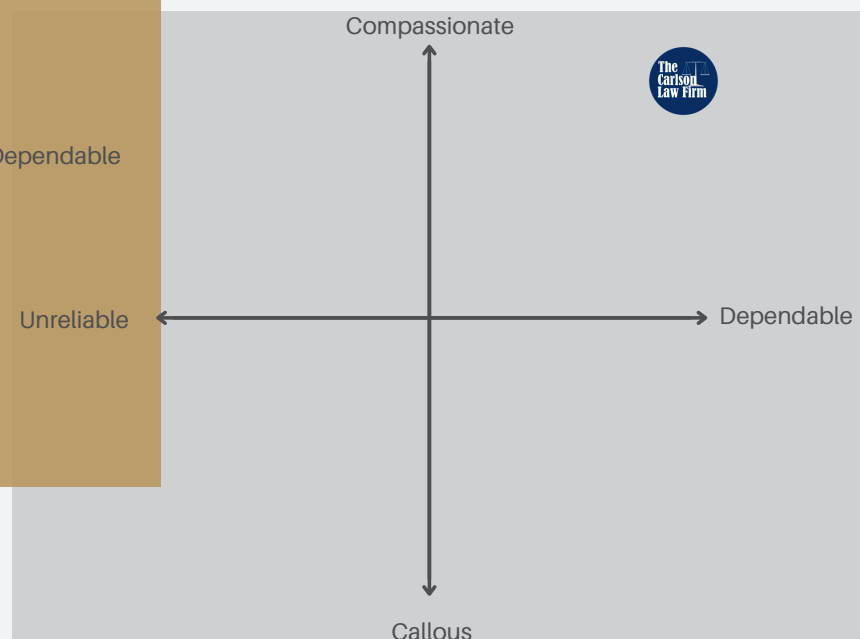 Compassionate
The
Carlson
Law Firm
Dependable
Unreliable
Dependable
Callous